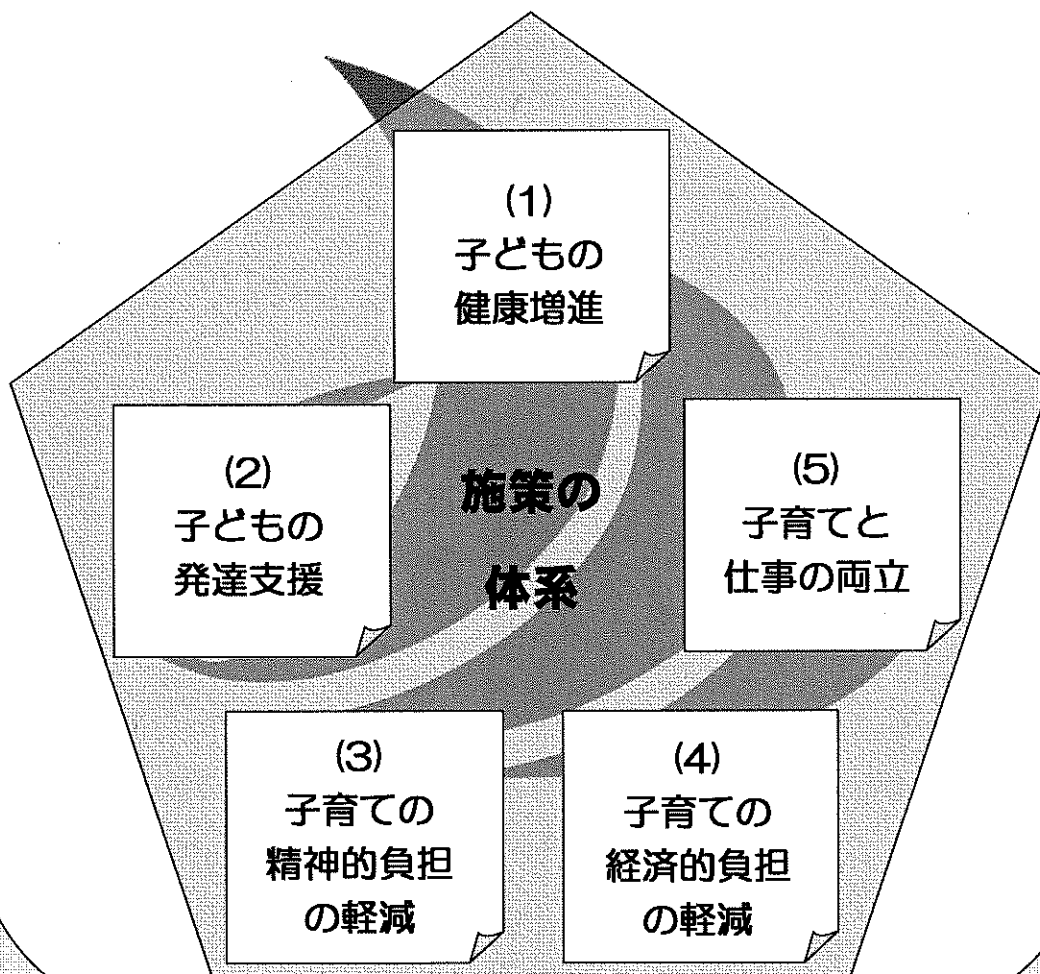 (1)
子どもの
健康増進
(2)
子どもの
発達支援
施策の
体系
(5)
子育てと
仕事の両立
(3)
子育ての
精神的負担
の軽減
(4)
子育ての
経済的負担
の軽減